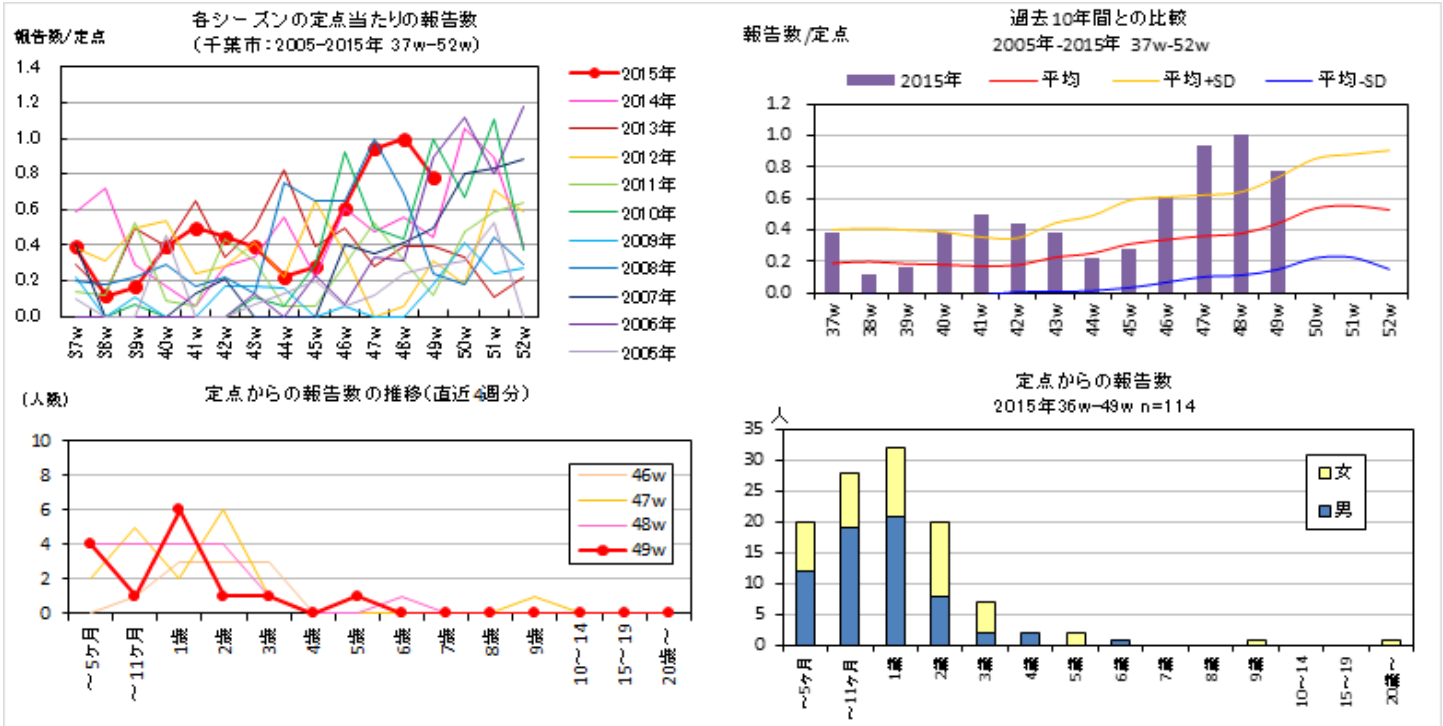 各シーズンの定点当たりの報告数
(千葉市:2005-2015年 37w-52w)
報告数/定点
1.4
1.2
1.0
0.8
0.6
0.4
0.2
0.0
37w
38w
39w
40w
41w
42w
43w
44w
45w
46w
47w
48w
49w
50w
51w
52w
2015年
2014年
2013年
2012年
2011年
2010年
2009年
2008年
2007年
2006年
2005年
過去10年間との比較
2005年-2015年 37w-52w
報告数/定点
2015年
平均
平均+SD
平均-SD
1.2
1.0
0.8
0.6
0.4
0.2
0.0
37w
38w
39w
40w
41w
42w
43w
44w
45w
46w
47w
48w
49w
50w
51w
52w
定点からの報告数の推移(直近4週分)
(人数)
10
8
6
4
2
0
46w
47w
48w
49w
~5ヶ月
~11ヶ月
1歳
2歳
3歳
4歳
5歳
6歳
7歳
8歳
9歳
10~14
15~19
20歳~
定点からの報告数
2015年36w-49w n=114
人
35
30
25
20
15
10
5
0
女
男
~5ヶ月
~11ヶ月
1歳
2歳
3歳
4歳
5歳
6歳
7歳
8歳
9歳
10~14
15~19
20歳~